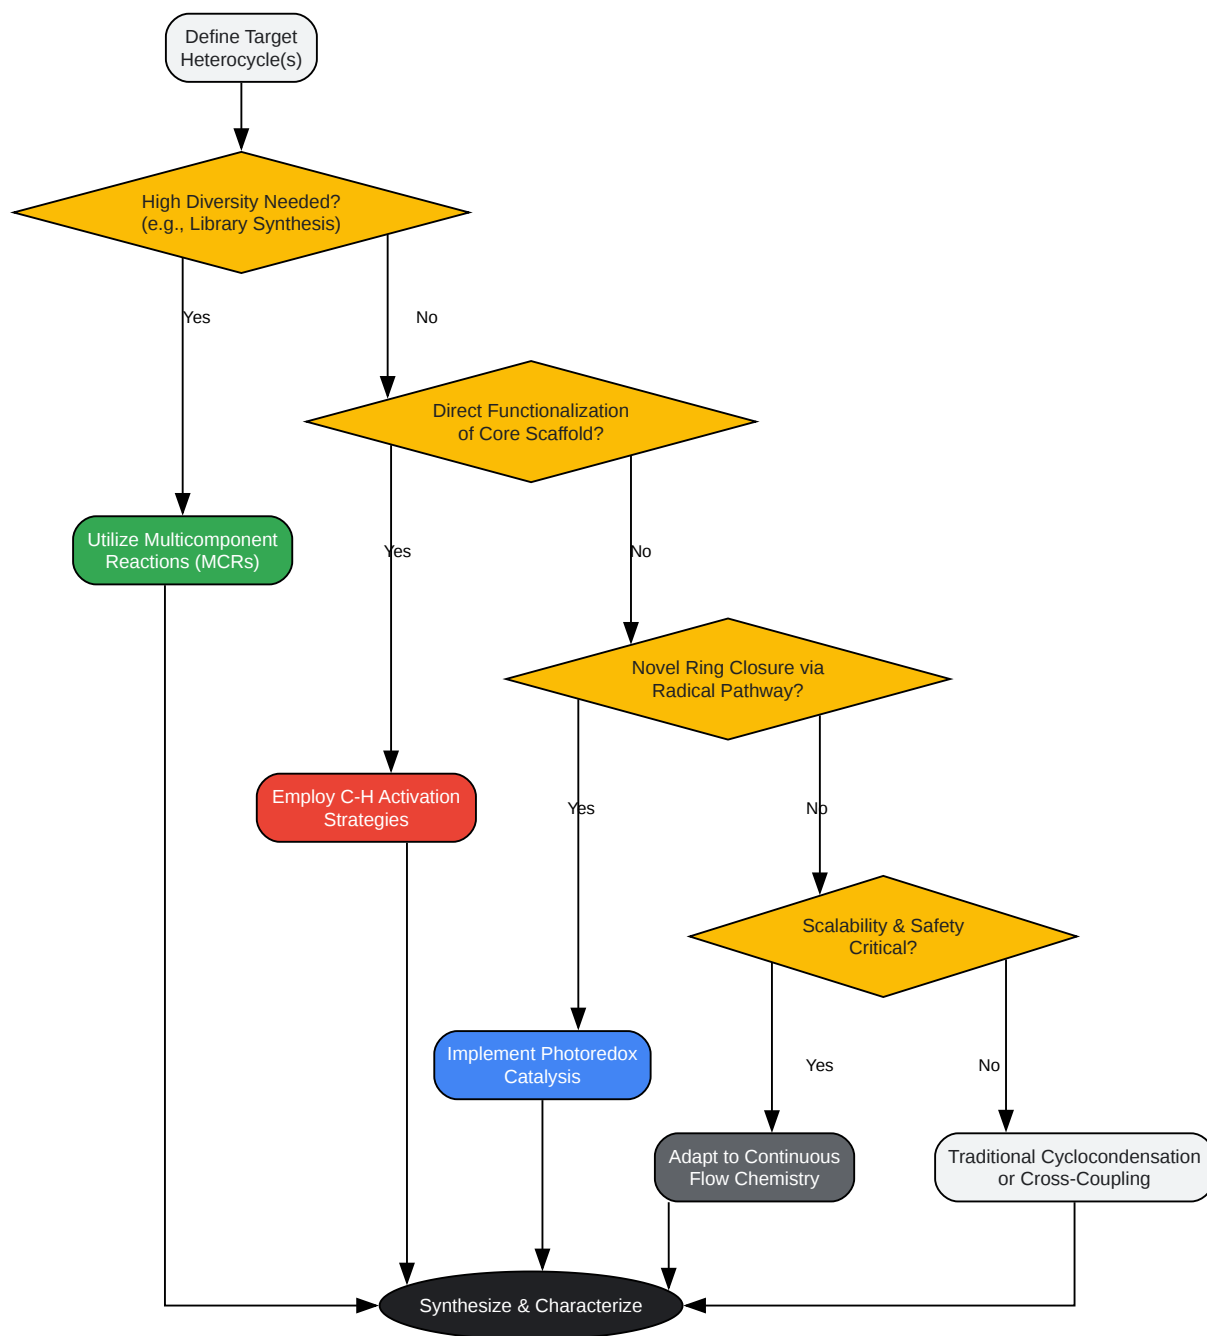 Define Target
Heterocycle(s)
High Diversity Needed?
(e.g., Library Synthesis)
Yes
No
Direct Functionalization
of Core Scaffold?
Utilize Multicomponent
Reactions (MCRs)
Yes
No
Novel Ring Closure via
Radical Pathway?
Employ C-H Activation
Strategies
Yes
No
Scalability & Safety
Critical?
Implement Photoredox
Catalysis
Yes
No
Adapt to Continuous
Flow Chemistry
Traditional Cyclocondensation
or Cross-Coupling
Synthesize & Characterize